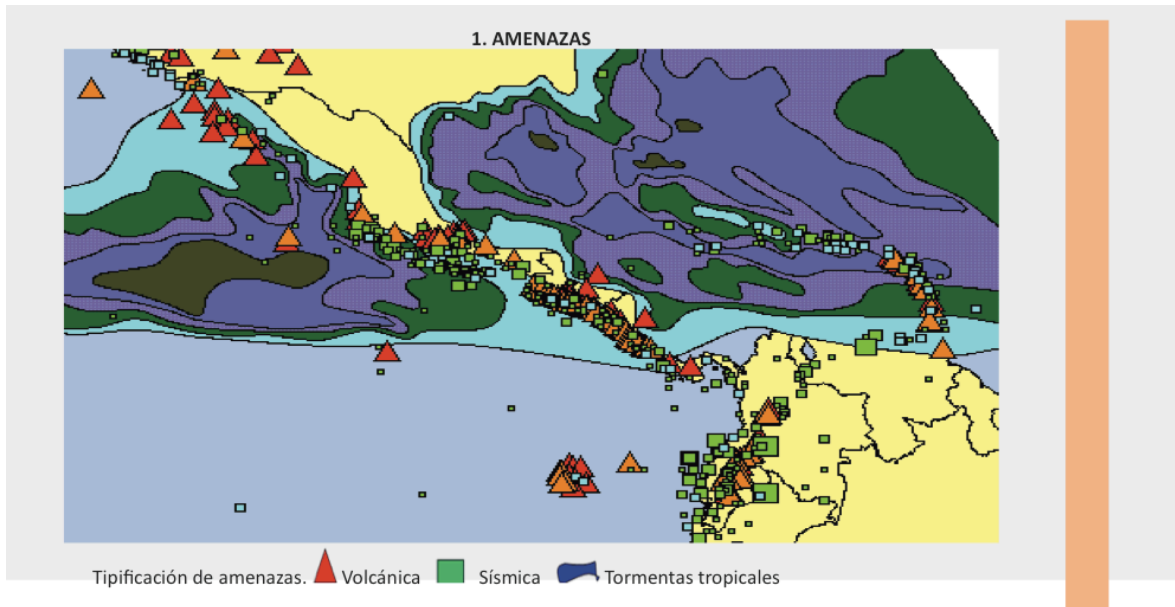 1. AMENAZAS
Tipificación de amenazas. Volcánica Sísmica Tormentas tropicales